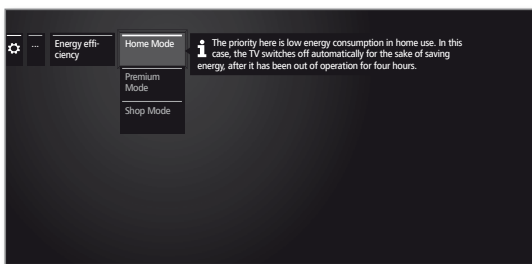 ...
Energy effi-
ciency
Home Mode
The priority here is low energy consumption in home use. In this
case, the TV switches off automatically for the sake of saving
energy, after it has been out of operation for four hours.
Premium
Mode
Shop Mode